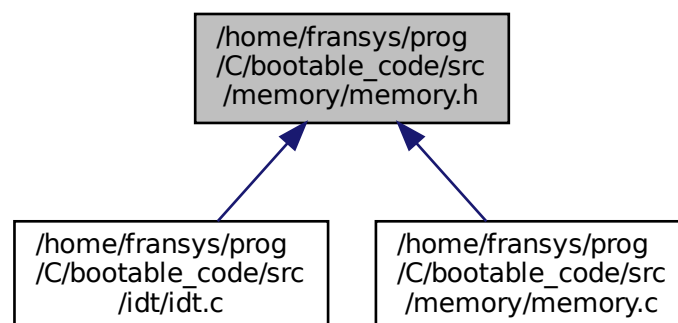 /home/fransys/prog
/C/bootable_code/src
/memory/memory.h
/home/fransys/prog
/C/bootable_code/src
/idt/idt.c
/home/fransys/prog
/C/bootable_code/src
/memory/memory.c